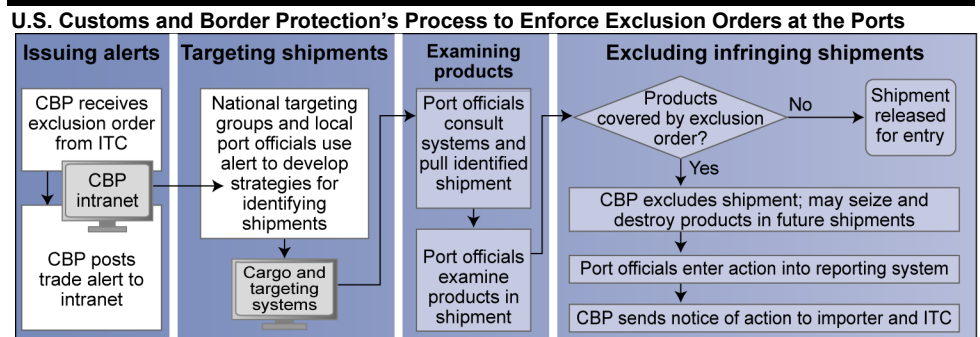 U.S. Customs and Border Protection’s Process to Enforce Exclusion Orders at the Ports
Issuing alerts
CBP receives
exclusion order
from ITC
CBP
intranet
CBP posts
trade alert to
intranet
Targeting shipments
National targeting
groups and local
port officials use
alert to develop
strategies for
identifying
shipments
Cargo and
targeting
systems
Examining
products
Port officials
consult
systems and
pull identified
shipment
Port officials
examine
products in
shipment
Excluding infringing shipments
Products
covered by exclusion
order?
No
Shipment
released
for entry
Yes
CBP excludes shipment; may seize and
destroy products in future shipments
Port officials enter action into reporting system
CBP sends notice of action to importer and ITC